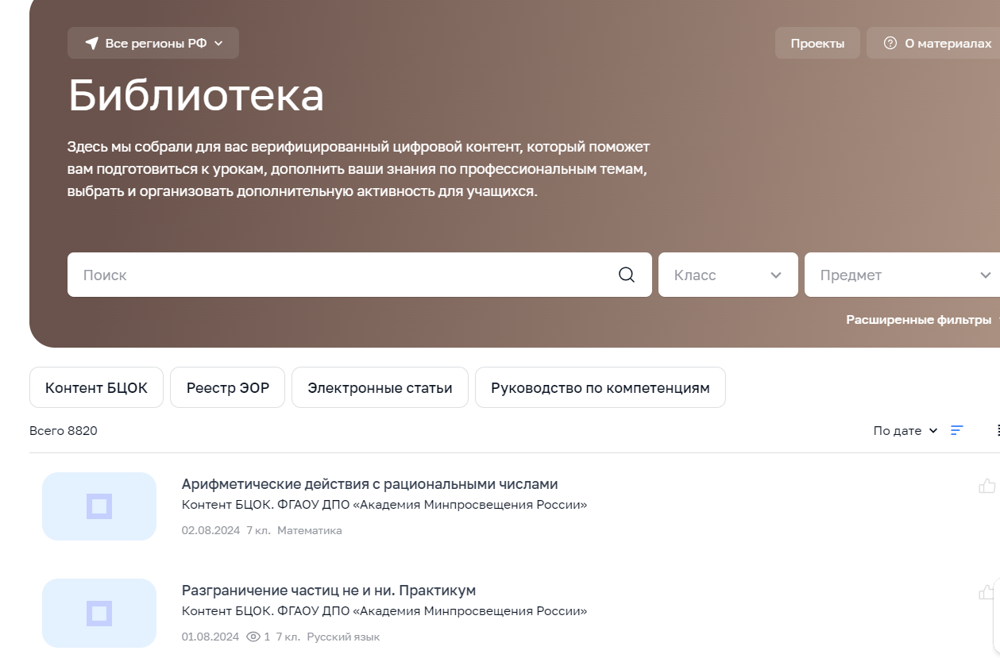 Все регионы РФ
Проекты
О материалах
Библиотека
Здесь мы собрали для вас верифицированный цифровой контент, который поможет
вам подготовиться к урокам, дополнить ваши знания по профессиональным темам,
выбрать и организовать дополнительную активность для учащихся.
Поиск
Класс
Предмет
Расширенные фильтры
Контент БЦОК
Реестр ЭОР
Электронные статьи
Руководство по компетенциям
Всего 8820
По дате
Арифметические действия с рациональными числами
Контент БЦОК. ФГАОУ ДПО «Академия Минпросвещения России»
02.08.2024 7 кл. Математика
Разграничение частиц не и ни. Практикум
Контент БЦОК. ФГАОУ ДПО «Академия Минпросвещения России»
01.08.2024 1 7 кл. Русский язык